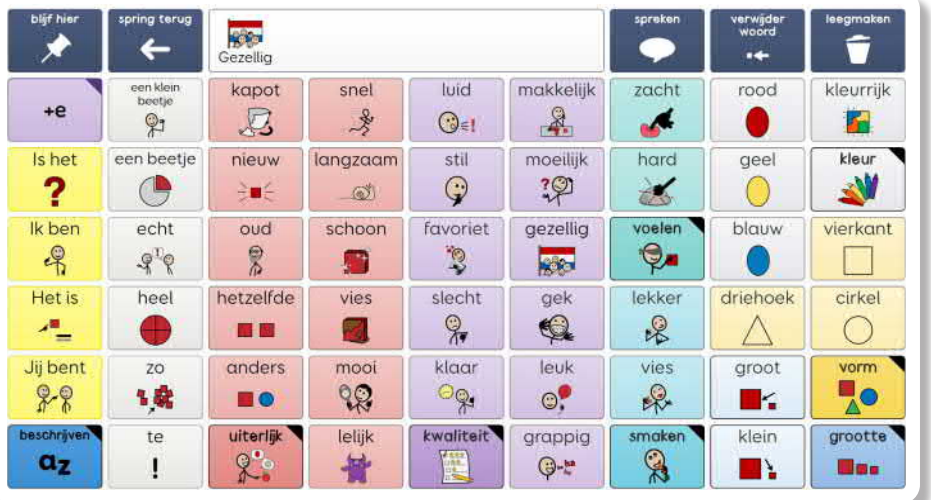 blijf hier
spring terug
Gezellig
spreken
verwijder
woord
leegmaken
+e
een klein
beetje
kapot
snel
luid
makkelijk
zacht
rood
kleurrijk
Is het
?
een beetje
nieuw
langzaam
stil
moeilijk
hard
geel
kleur
Ik ben
echt
oud
schoon
favoriet
gezellig
voelen
blauw
vierkant
Het is
heel
hetzelfde
vies
slecht
gek
lekker
driehoek
cirkel
Jij bent
zo
anders
mooi
klaar
leuk
vies
groot
vorm
beschrijven
az
te
!
uiterlijk
lelijk
kwaliteit
grappig
smaken
klein
grootte